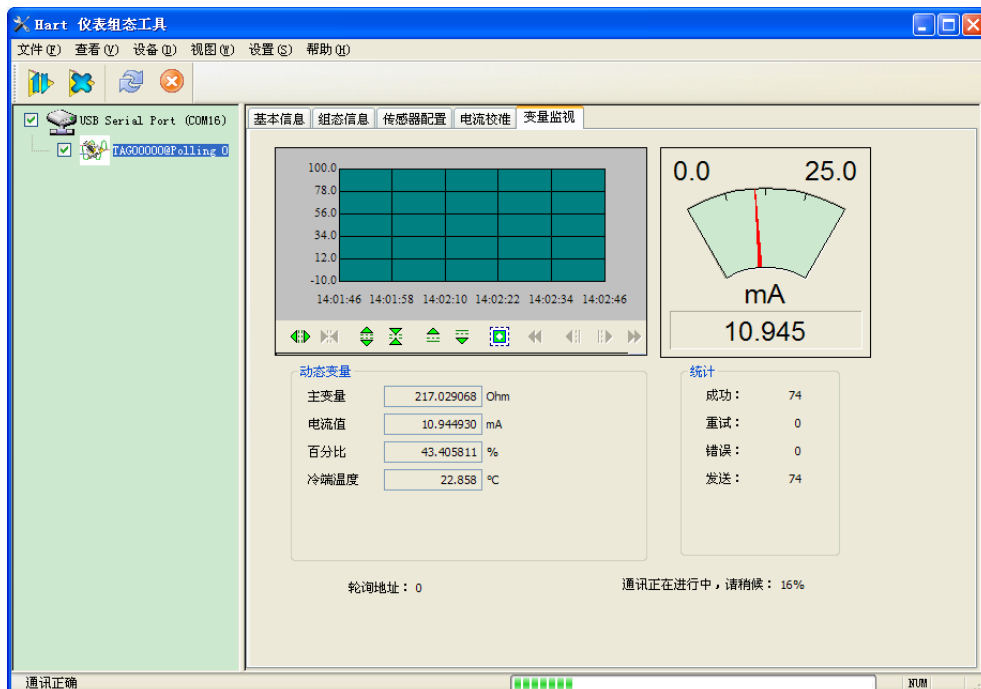 Hart 仪表组态工具
文件(F) 查看(V) 设备(D) 视图(W) 设置(S) 帮助(H)
USB Serial Port (COM16)
TAG00000@Polling 0
基本信息 组态信息 传感器配置 电流校准 变量监视
100.0
78.0
56.0
34.0
12.0
-10.0
14:01:46 14:01:58 14:02:10 14:02:22 14:02:34 14:02:46
0.0 25.0
mA
10.945
动态变量
主变量 217.029068 Ohm
电流值 10.944930 mA
百分比 43.405811 %
冷端温度 22.858 ℃
统计
成功： 74
重试： 0
错误： 0
发送： 74
轮询地址：0
通讯正在进行中，请稍候：16%
通讯正确
NUM